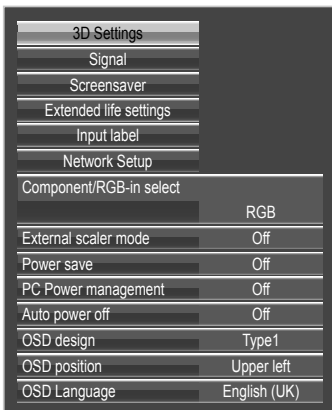 3D Settings
Signal
Screensaver
Extended life settings
Input label
Network Setup
Component/RGB-in select
RGB
External scaler mode Off
Power save Off
PC Power management Off
Auto power off Off
OSD design Type1
OSD position Upper left
OSD Language English (UK)